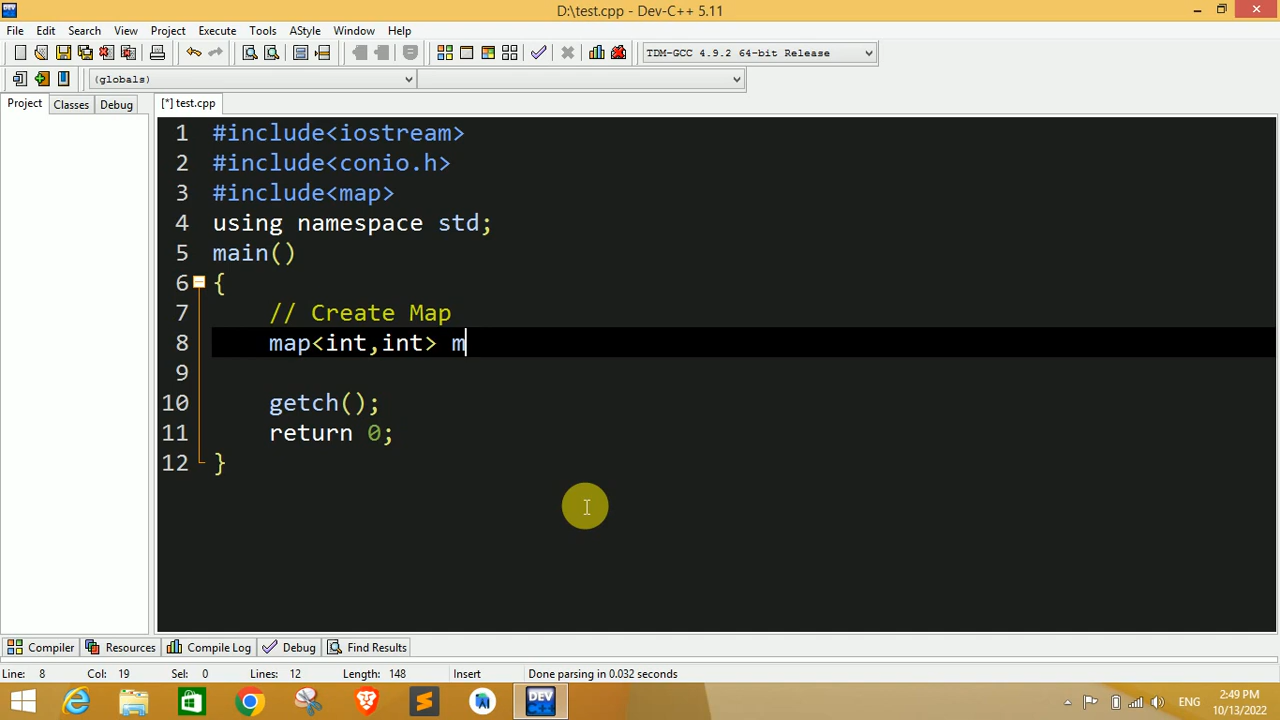 D:\test.cpp - Dev-C++ 5.11
File Edit Search View Project Execute Tools AStyle Window Help
TDM-GCC 4.9.2 64-bit Release
(globals)
Project Classes Debug
[*] test.cpp
1 #include<iostream>
2 #include<conio.h>
3 #include<map>
4 using namespace std;
5 main()
6 {
7 // Create Map
8 map<int,int> m
9
10 getch();
11 return 0;
12 }
Compiler Resources Compile Log Debug Find Results
Line: 8 Col: 19 Sel: 0 Lines: 12 Length: 148 Insert Done parsing in 0.032 seconds
DEV C++ ENG 2:49 PM
10/13/2022